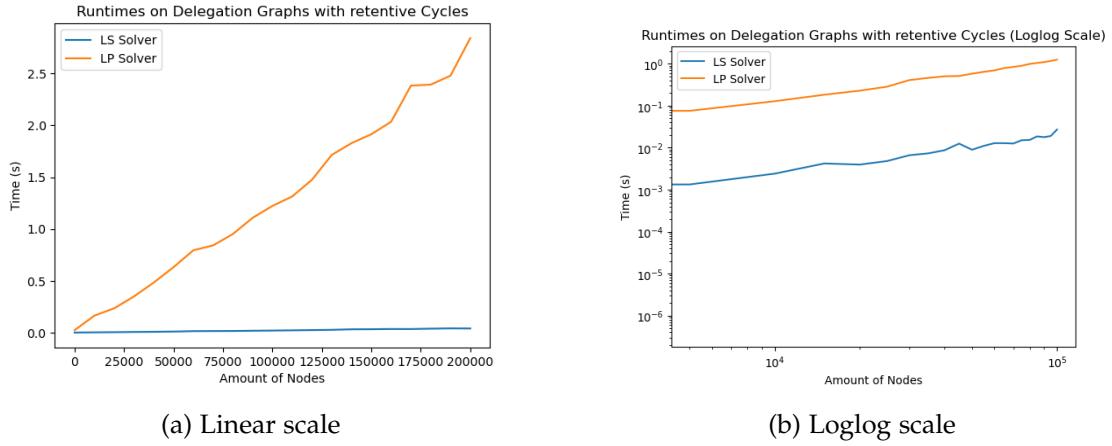 Runtimes on Delegation Graphs with retentive Cycles
LS Solver
LP Solver
2.5
2.0
1.5
1.0
0.5
0.0
Time (s)
0 25000 50000 75000 100000 125000 150000 175000 200000
Amount of Nodes
(a) Linear scale
Runtimes on Delegation Graphs with retentive Cycles (Loglog Scale)
LS Solver
LP Solver
10⁰
10⁻¹
10⁻²
10⁻³
10⁻⁴
10⁻⁵
10⁻⁶
Time (s)
10⁴ 10⁵
Amount of Nodes
(b) Loglog scale